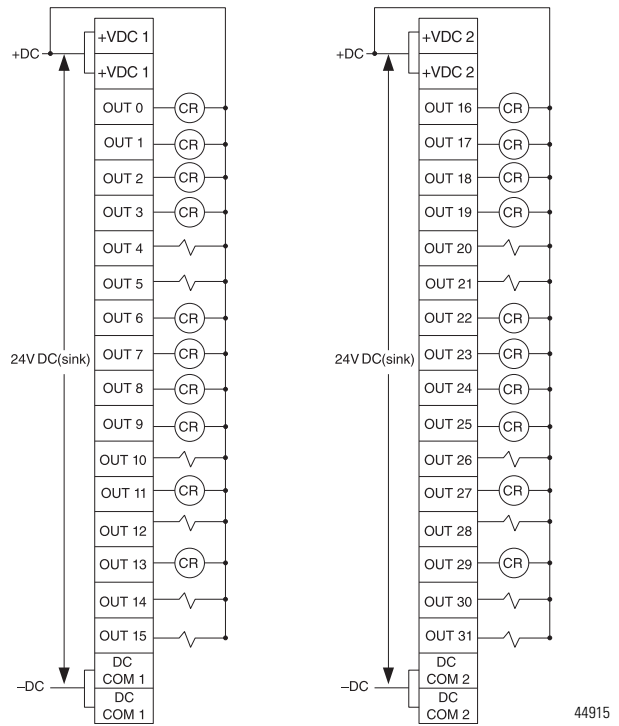 +DC
+VDC 1
+VDC 1
OUT 0 CR
OUT 1 CR
OUT 2 CR
OUT 3 CR
OUT 4
OUT 5
OUT 6 CR
24V DC(sink)
OUT 7 CR
OUT 8 CR
OUT 9 CR
OUT 10
OUT 11 CR
OUT 12
OUT 13 CR
OUT 14
OUT 15
–DC
DC
COM 1
DC
COM 1
+DC
+VDC 2
+VDC 2
OUT 16 CR
OUT 17 CR
OUT 18 CR
OUT 19 CR
OUT 20
OUT 21
OUT 22 CR
24V DC(sink)
OUT 23 CR
OUT 24 CR
OUT 25 CR
OUT 26
OUT 27 CR
OUT 28
OUT 29 CR
OUT 30
OUT 31
–DC
DC
COM 2
DC
COM 2
44915